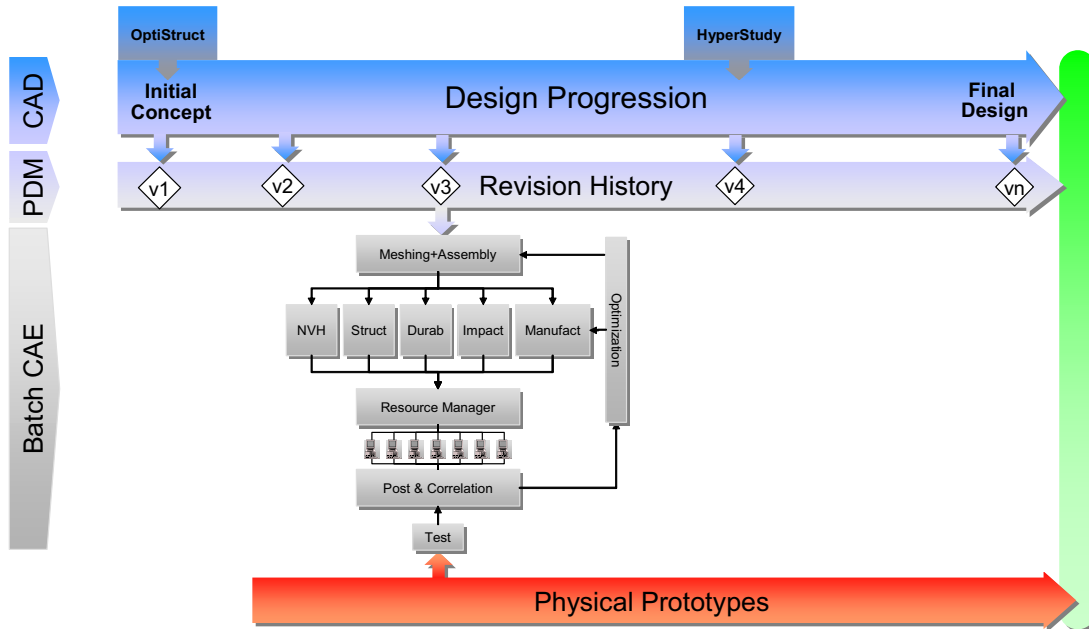 OptiStruct
HyperStudy
CAD
Initial
Concept
Design Progression
Final
Design
PDM
v1
v2
v3
Revision History
v4
vn
Batch CAE
Meshing+Assembly
NVH
Struct
Durab
Impact
Manufact
Optimization
Resource Manager
Post & Correlation
Test
Physical Prototypes